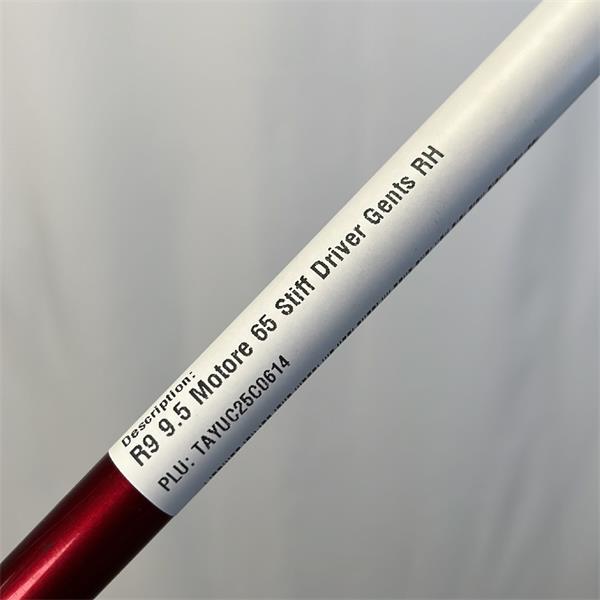 Description:
R9 9.5 Motore 65 Stiff Driver Gents RH
PLU: TAYUC25C0614